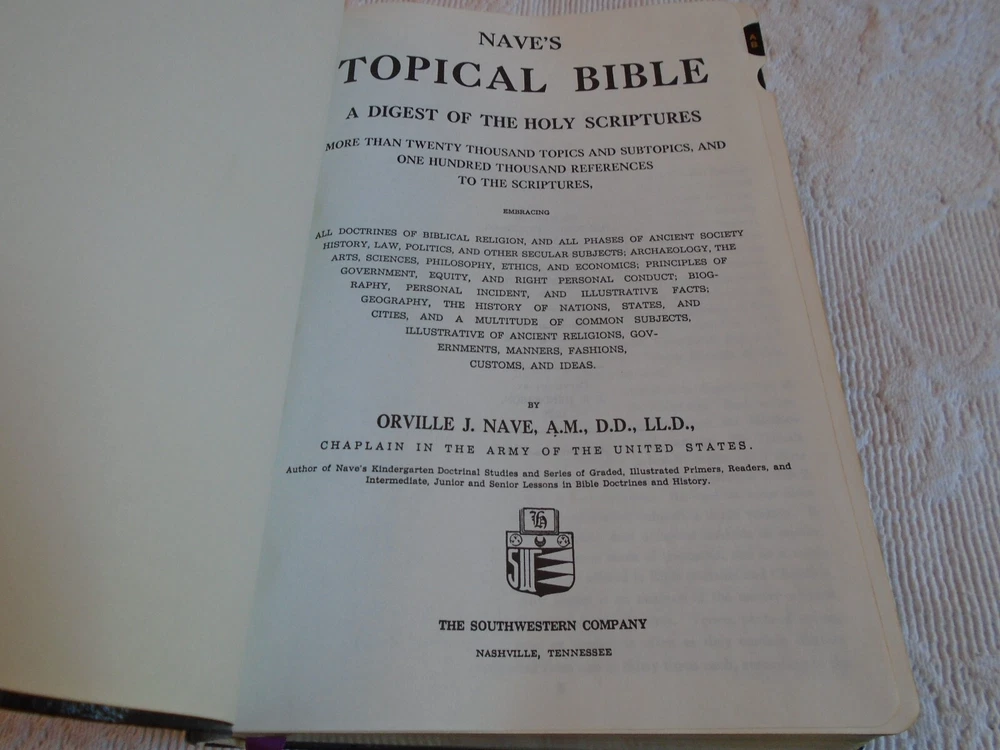 NAVE'S
TOPICAL BIBLE
A DIGEST OF THE HOLY SCRIPTURES
MORE THAN TWENTY THOUSAND TOPICS AND SUBTOPICS, AND
ONE HUNDRED THOUSAND REFERENCES
TO THE SCRIPTURES,
EMBRACING
ALL DOCTRINES OF BIBLICAL RELIGION, AND ALL PHASES OF ANCIENT SOCIETY
HISTORY, LAW, POLITICS, AND OTHER SECULAR SUBJECTS; ARCHAEOLOGY, THE
ARTS, SCIENCES, PHILOSOPHY, ETHICS, AND ECONOMICS; PRINCIPLES OF
GOVERNMENT, EQUITY, AND RIGHT PERSONAL CONDUCT; BIOG-
RAPHY, PERSONAL INCIDENT, AND ILLUSTRATIVE FACTS;
GEOGRAPHY, THE HISTORY OF NATIONS, STATES, AND
CITIES, AND A MULTITUDE OF COMMON SUBJECTS,
ILLUSTRATIVE OF ANCIENT RELIGIONS, GOV-
ERNMENTS, MANNERS, FASHIONS,
CUSTOMS, AND IDEAS.
BY
ORVILLE J. NAVE, A.M., D.D., LL.D.,
CHAPLAIN IN THE ARMY OF THE UNITED STATES.
Author of Nave's Kindergarten Doctrinal Studies and Series of Graded, Illustrated Primers, Readers, and
Intermediate, Junior and Senior Lessons in Bible Doctrines and History.
THE SOUTHWESTERN COMPANY
NASHVILLE, TENNESSEE